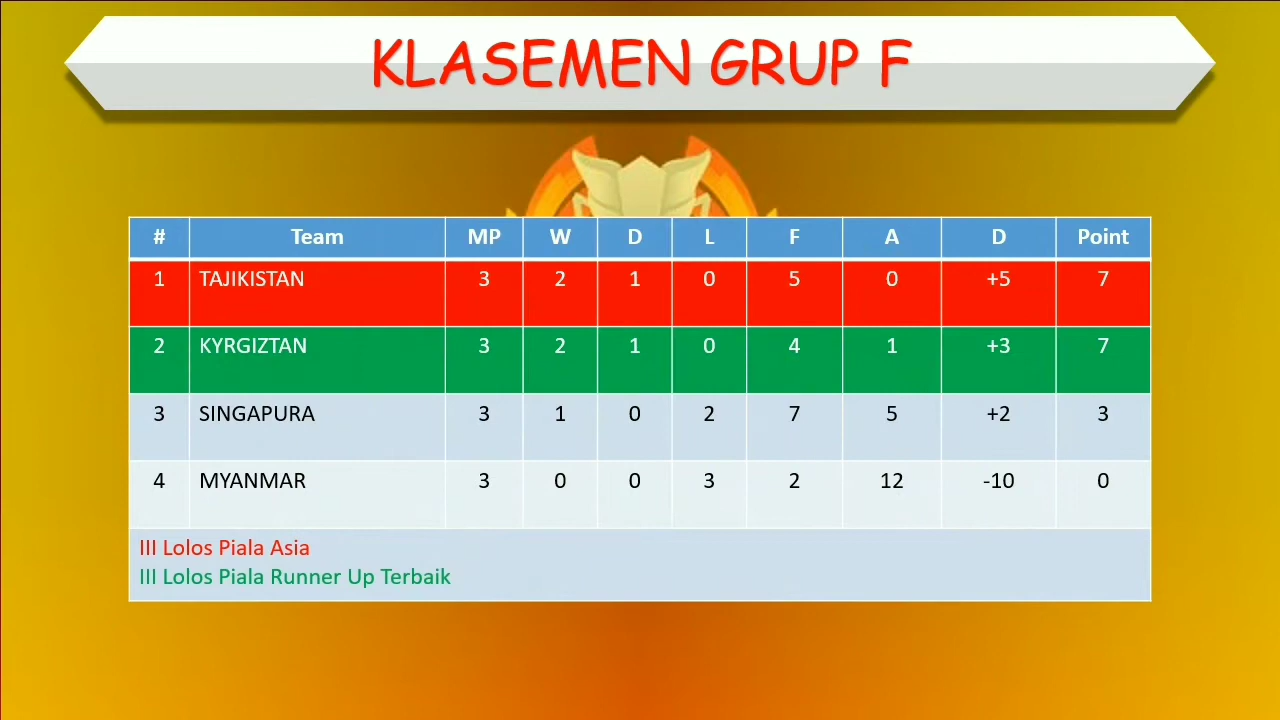 KLASEMEN GRUP F
# Team MP W D L F A D Point
1 TAJIKISTAN 3 2 1 0 5 0 +5 7
2 KYRGIZTAN 3 2 1 0 4 1 +3 7
3 SINGAPURA 3 1 0 2 7 5 +2 3
4 MYANMAR 3 0 0 3 2 12 -10 0
III Lolos Piala Asia
III Lolos Piala Runner Up Terbaik